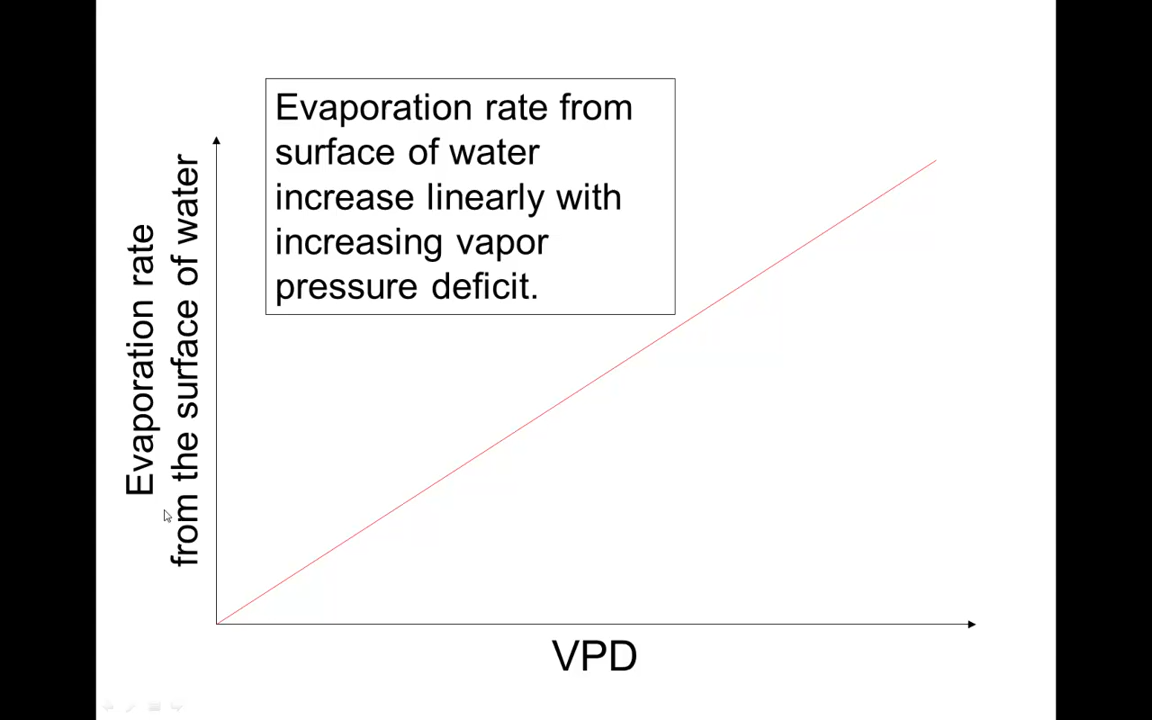 Evaporation rate from
surface of water
increase linearly with
increasing vapor
pressure deficit.
Evaporation rate
from the surface of water
VPD